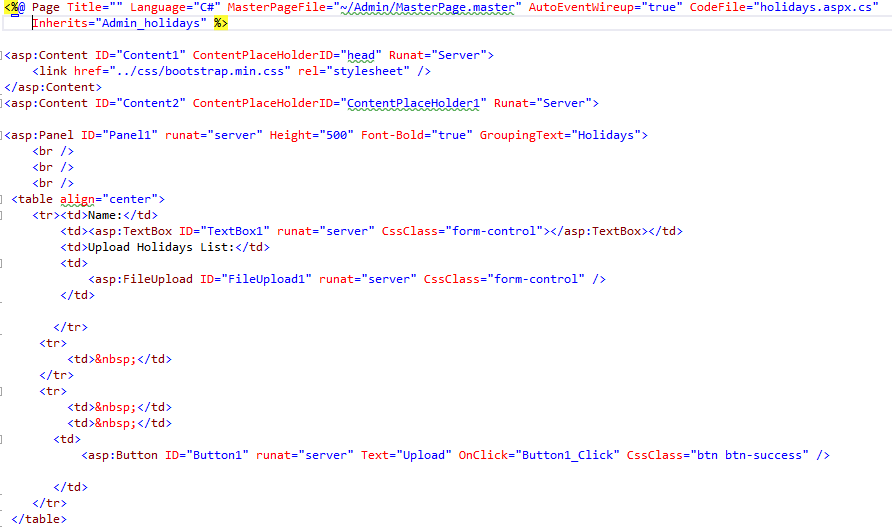 <%@ Page Title="" Language="C#" MasterPageFile="~/Admin/MasterPage.master" AutoEventWireup="true" CodeFile="holidays.aspx.cs"
Inherits="Admin_holidays" %>
<asp:Content ID="Content1" ContentPlaceHolderID="head" Runat="Server">
<link href="../css/bootstrap.min.css" rel="stylesheet" />
</asp:Content>
<asp:Content ID="Content2" ContentPlaceHolderID="ContentPlaceHolder1" Runat="Server">
<asp:Panel ID="Panel1" runat="server" Height="500" Font-Bold="true" GroupingText="Holidays">
<br />
<br />
<br />
<table align="center">
<tr><td>Name:</td>
<td><asp:TextBox ID="TextBox1" runat="server" CssClass="form-control"></asp:TextBox></td>
<td>Upload Holidays List:</td>
<td>
<asp:FileUpload ID="FileUpload1" runat="server" CssClass="form-control" />
</td>
</tr>
<tr>
<td>&nbsp;</td>
</tr>
<tr>
<td>&nbsp;</td>
<td>&nbsp;</td>
<td>
<asp:Button ID="Button1" runat="server" Text="Upload" OnClick="Button1_Click" CssClass="btn btn-success" />
</td>
</tr>
</table>